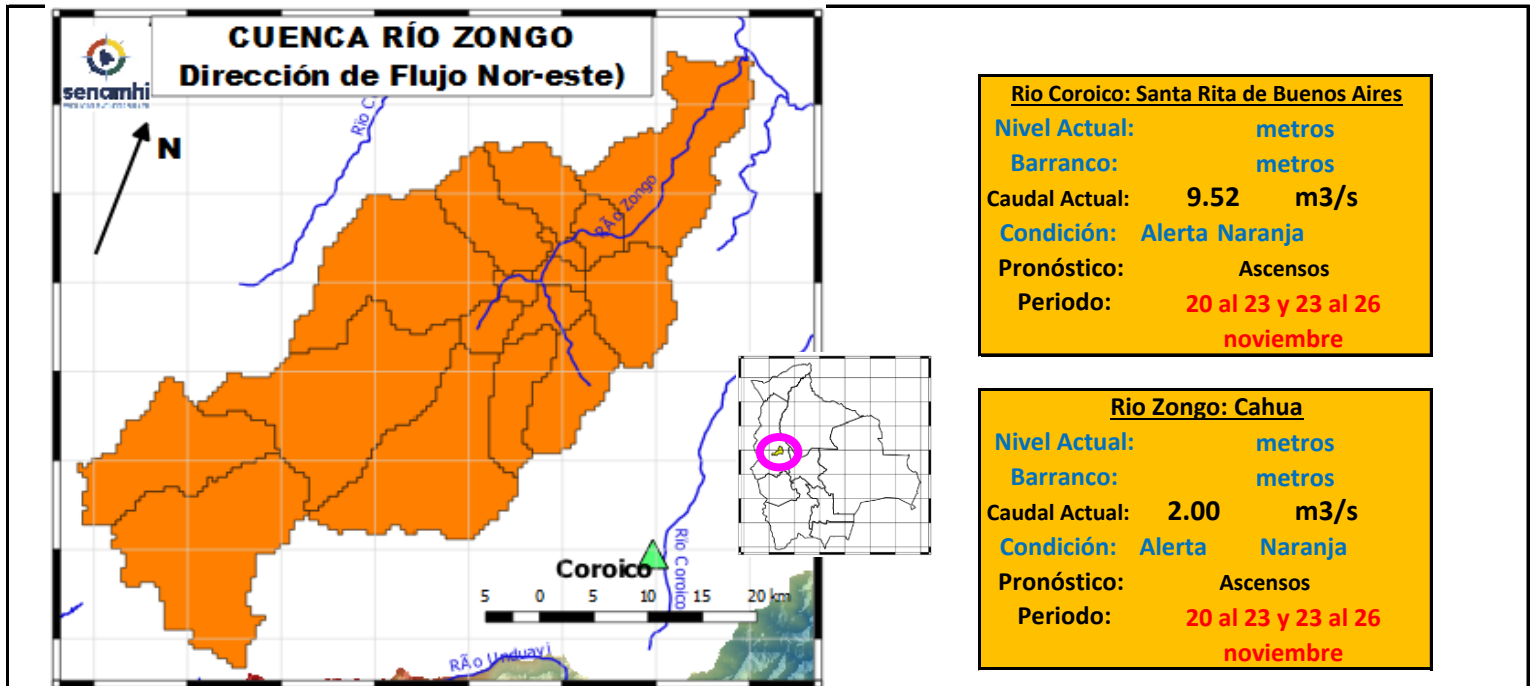 CUENCA RÍO ZONGO
Dirección de Flujo Nor-este)
senamhi
N
Río C
RÃo Zongo
Río Coroico
Coroico
5 0 5 10 15 20 km
RÃo Unduavi
Rio Coroico: Santa Rita de Buenos Aires
Nivel Actual: metros
Barranco: metros
Caudal Actual: 9.52 m3/s
Condición: Alerta Naranja
Pronóstico: Ascensos
Periodo: 20 al 23 y 23 al 26
noviembre
Rio Zongo: Cahua
Nivel Actual: metros
Barranco: metros
Caudal Actual: 2.00 m3/s
Condición: Alerta Naranja
Pronóstico: Ascensos
Periodo: 20 al 23 y 23 al 26
noviembre